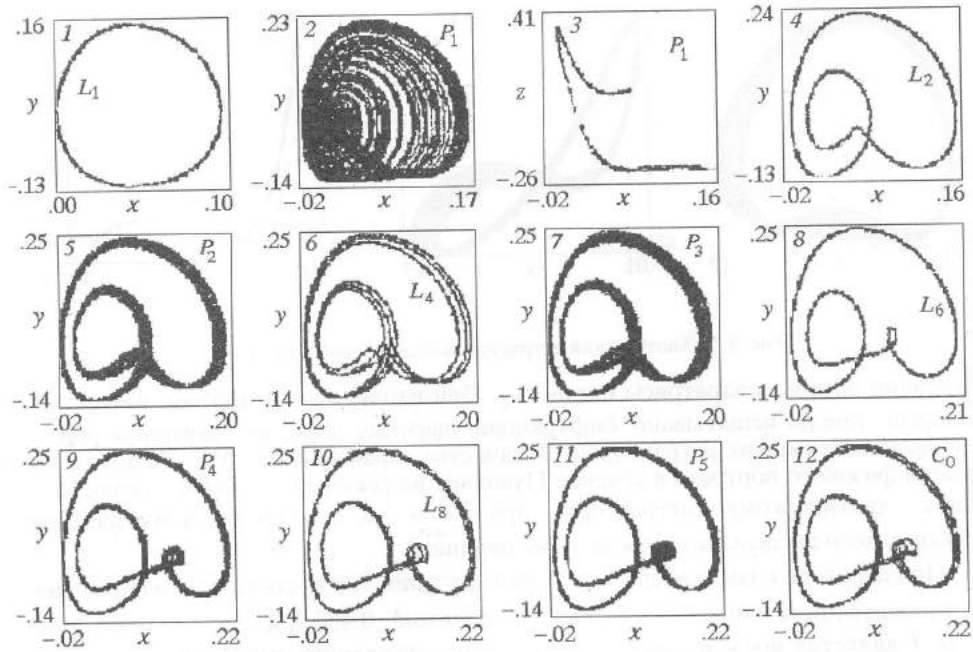 .16 1 L₁ y
−.13
.00 x .10
.23 2 P₁ y
−.14
−.02 x .17
.41 3 P₁ z
−.26
−.02 x .16
.24 4 L₂ y
−.13
−.02 x .16
.25 5 P₂ y
−.14
−.02 x .20
.25 6 L₄ y
−.14
−.02 x .20
.25 7 P₃ y
−.14
−.02 x .20
.25 8 L₆ y
−.14
−.02 x .21
.25 9 P₄ y
−.14
−.02 x .22
.25 10 L₈ y
−.14
−.02 x .22
.25 11 P₅ y
−.14
−.02 x .22
.25 12 C₀ y
−.14
−.02 x .22